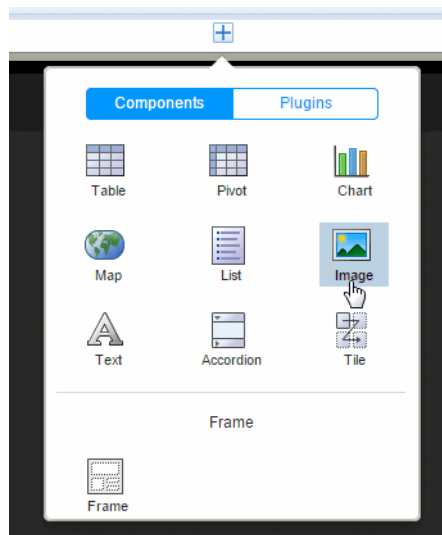 Components Plugins
Table Pivot Chart
Map List Image
Text Accordion Tile
Frame
Frame